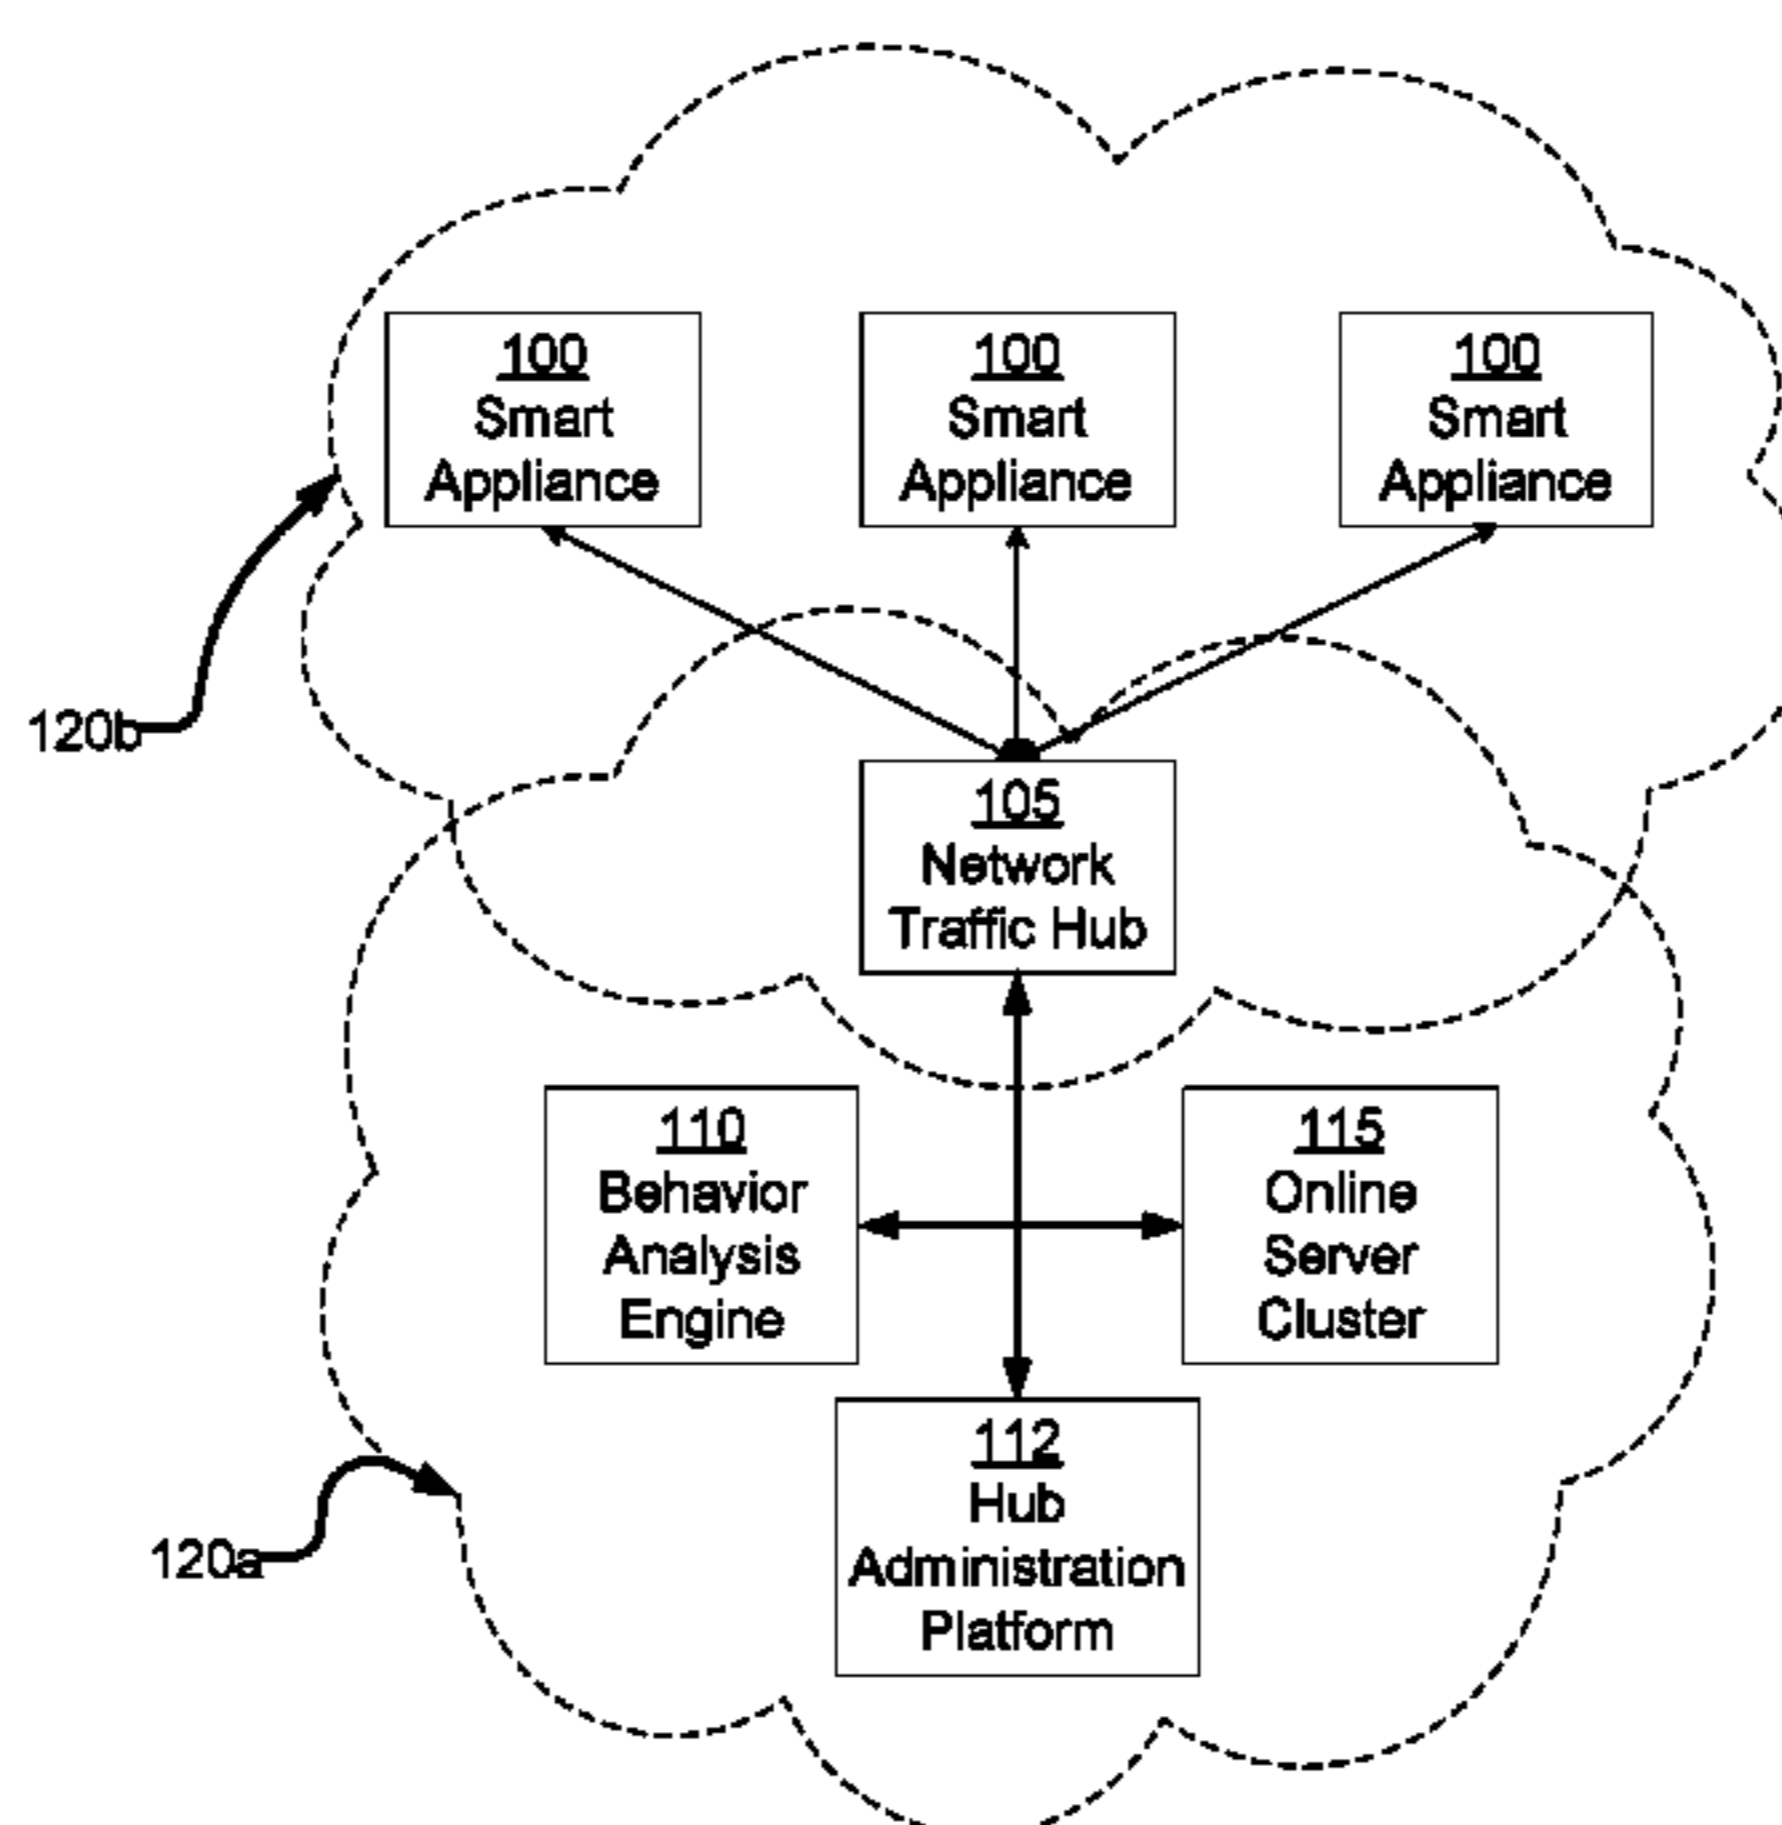 100
Smart
Appliance
100
Smart
Appliance
100
Smart
Appliance
120b
105
Network
Traffic Hub
110
Behavior
Analysis
Engine
115
Online
Server
Cluster
112
Hub
Administration
Platform
120a